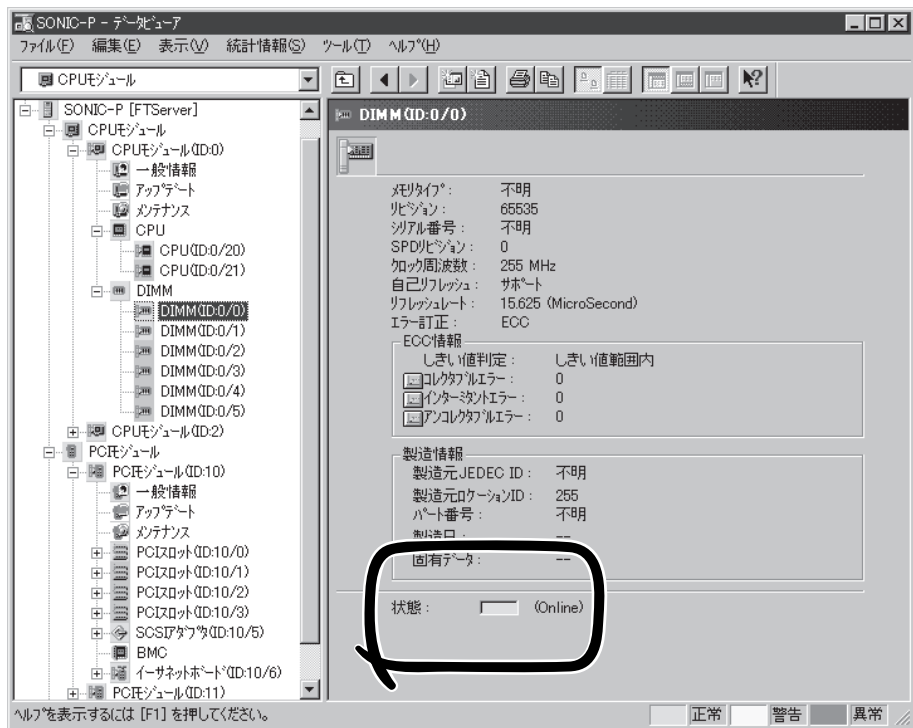 SONIC-P - データビューア
ファイル(F) 編集(E) 表示(V) 統計情報(S) ツール(T) ヘルプ(H)
CPUモジュール
SONIC-P [FTServer]
CPUモジュール
CPUモジュール(ID:0)
一般情報
アップデート
メンテナンス
CPU
CPU(ID:0/20)
CPU(ID:0/21)
DIMM
DIMM(ID:0/0)
DIMM(ID:0/1)
DIMM(ID:0/2)
DIMM(ID:0/3)
DIMM(ID:0/4)
DIMM(ID:0/5)
CPUモジュール(ID:2)
PCIモジュール
PCIモジュール(ID:10)
一般情報
アップデート
メンテナンス
PCIスロット(ID:10/0)
PCIスロット(ID:10/1)
PCIスロット(ID:10/2)
PCIスロット(ID:10/3)
SCSIアダプタ(ID:10/5)
BMC
イーサネットボード(ID:10/6)
PCIモジュール(ID:11)
DIMM(ID:0/0)
メモリタイプ: 不明
リビジョン: 65535
シリアル番号: 不明
SPDリビジョン: 0
クロック周波数: 255 MHz
自己リフレッシュ: サポート
リフレッシュレート: 15.625 (MicroSecond)
エラー訂正: ECC
ECC情報
しきい値判定: しきい値範囲内
コレクタブルエラー: 0
インターミタントエラー: 0
アンコレクタブルエラー: 0
製造情報
製造元JEDEC ID: 不明
製造元ロケーションID: 255
パート番号: 不明
製造日: --
固有データ: --
状態: (Online)
ヘルプを表示するには [F1] を押してください。
正常 警告 異常